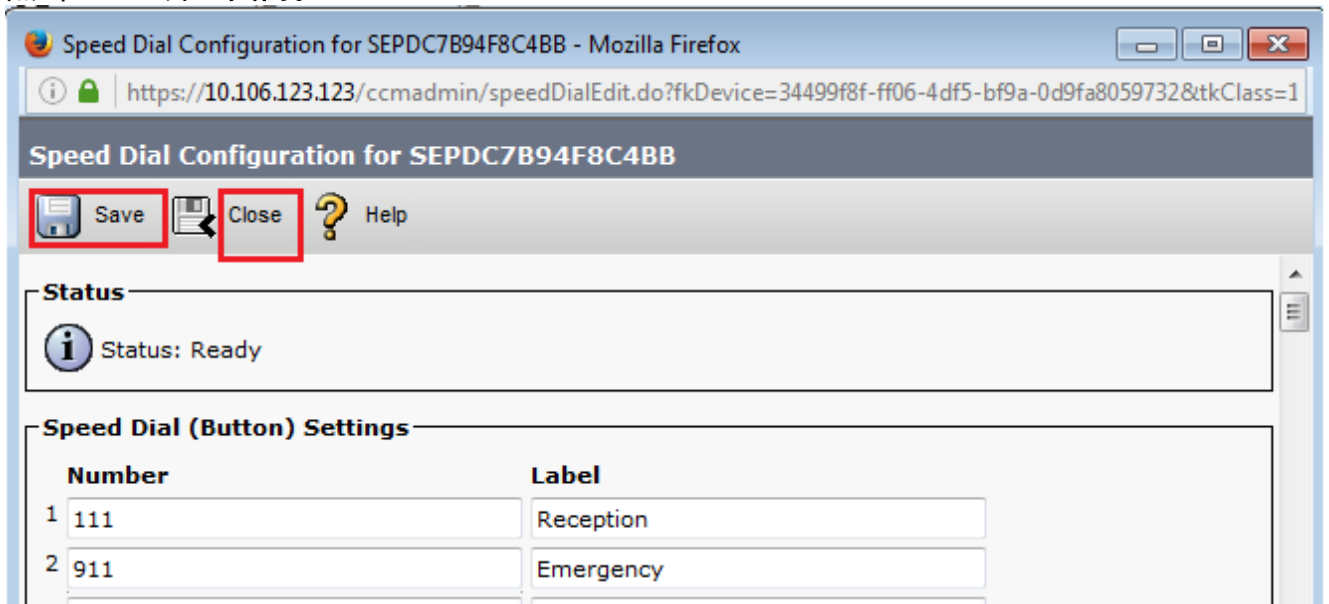 Speed Dial Configuration for SEPDC7B94F8C4BB - Mozilla Firefox
https://10.106.123.123/ccmadmin/speedDialEdit.do?fkDevice=34499f8f-ff06-4df5-bf9a-0d9fa8059732&tkClass=1
Speed Dial Configuration for SEPDC7B94F8C4BB
Save Close Help
Status
Status: Ready
Speed Dial (Button) Settings
Number Label
1 111 Reception
2 911 Emergency